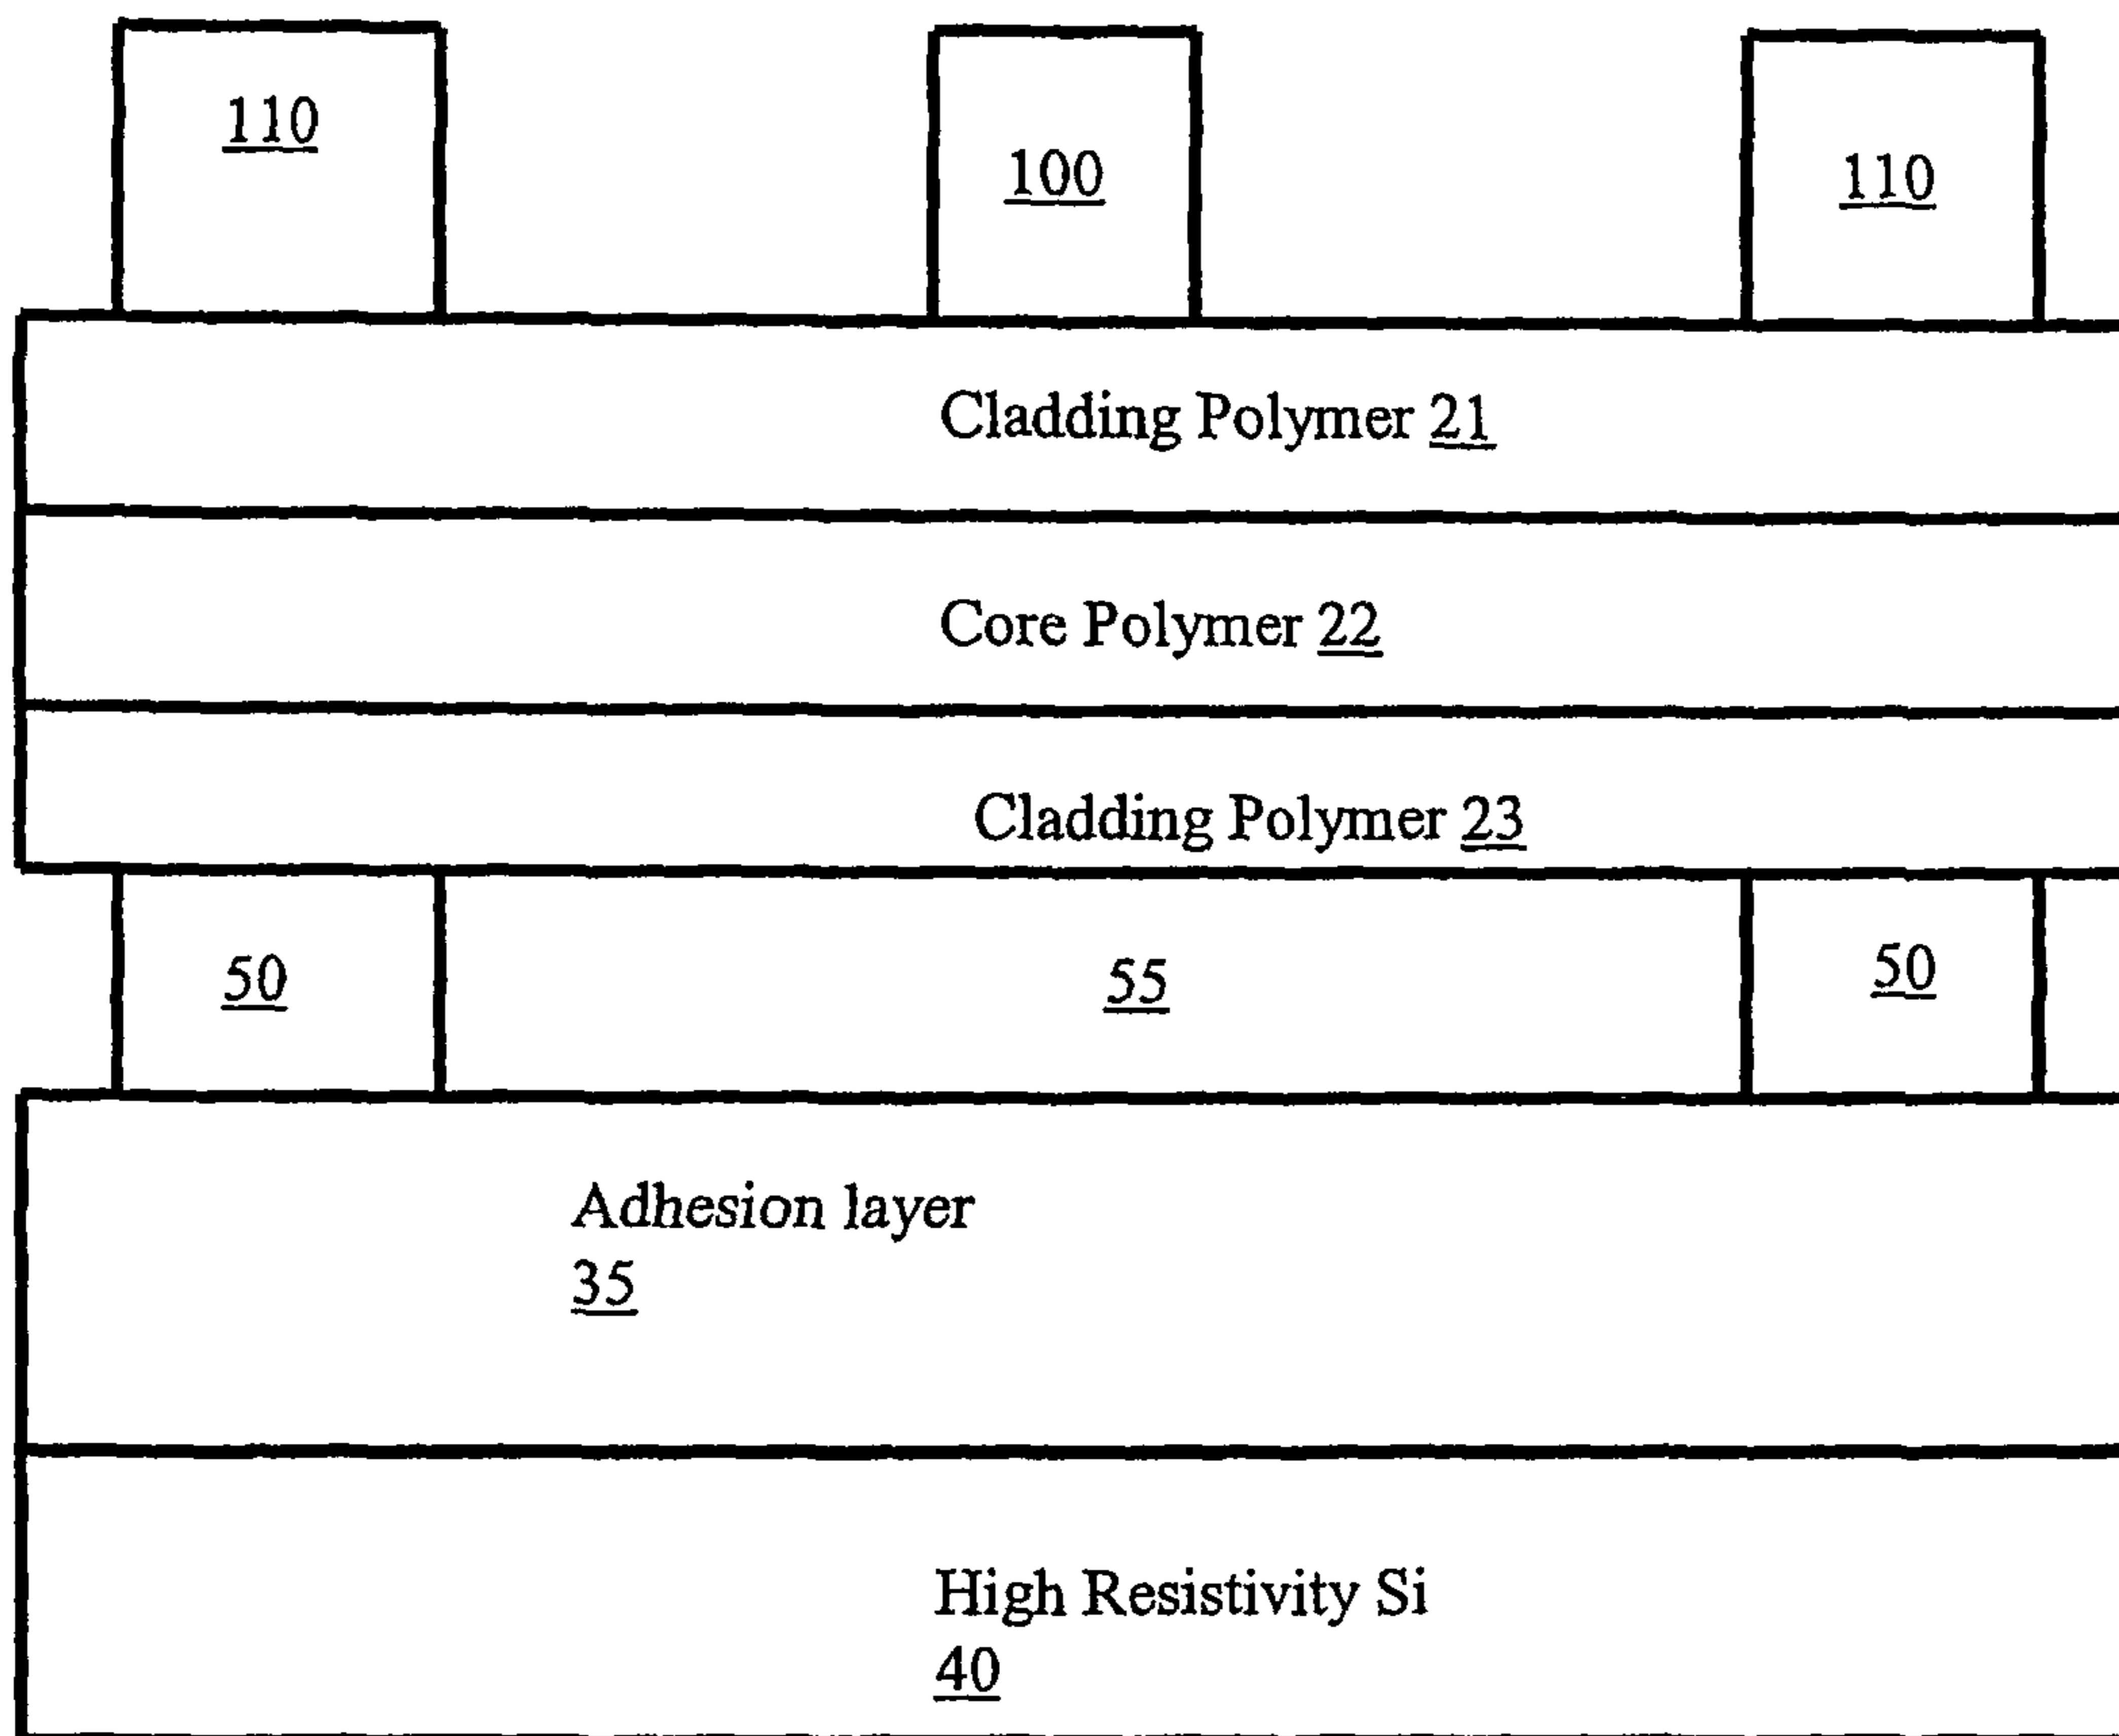 110
100
110
Cladding Polymer 21
Core Polymer 22
Cladding Polymer 23
50
55
50
Adhesion layer
35
High Resistivity Si
40